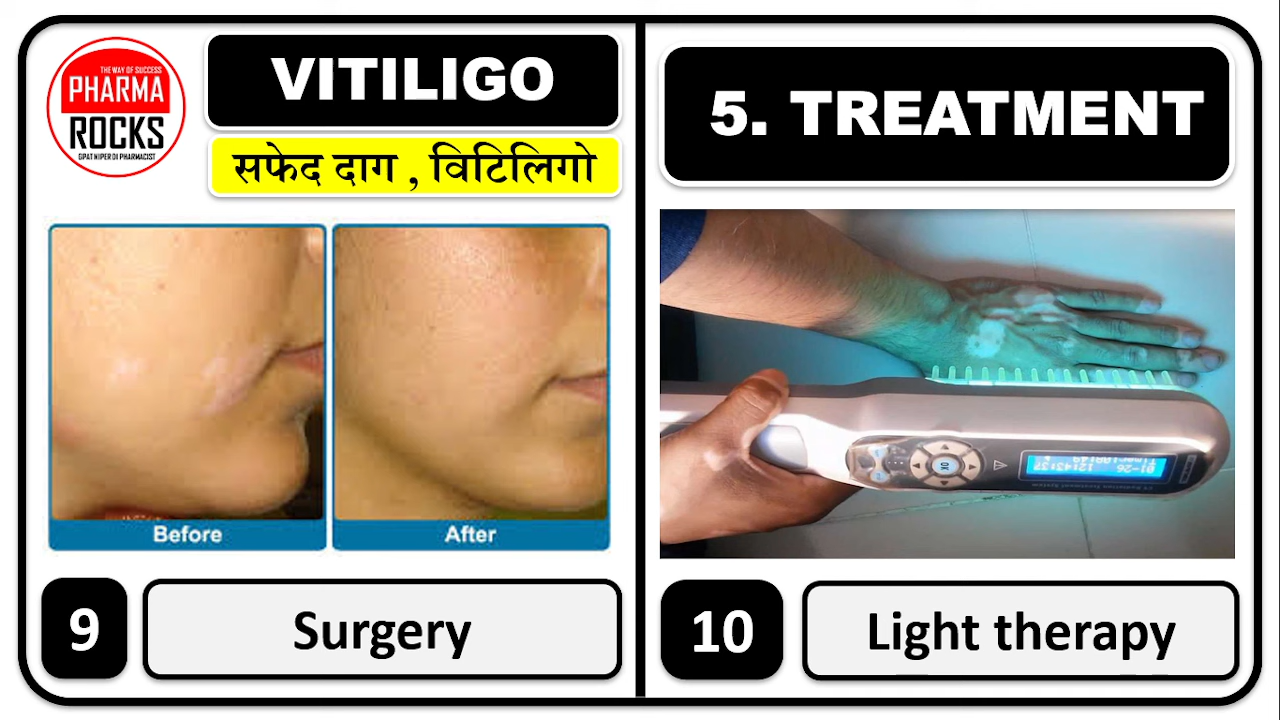 THE WAY OF SUCCESS
PHARMA
ROCKS
GPAT NIPER DI PHARMACIST
VITILIGO
सफेद दाग , विटिलिगो
5. TREATMENT
Before
After
OK
9
Surgery
10
Light therapy